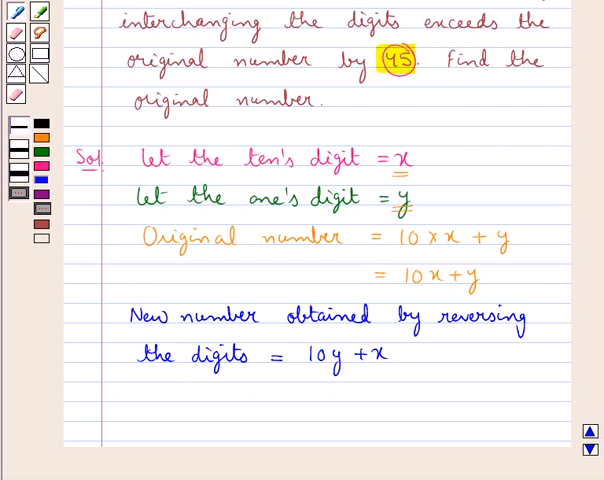 interchanging the digits exceeds the
original number by 45. Find the
original number.
Sol. Let the ten's digit = x
Let the one's digit = y
Original number = 10 × x + y
= 10x + y
New number obtained by reversing
the digits = 10y + x